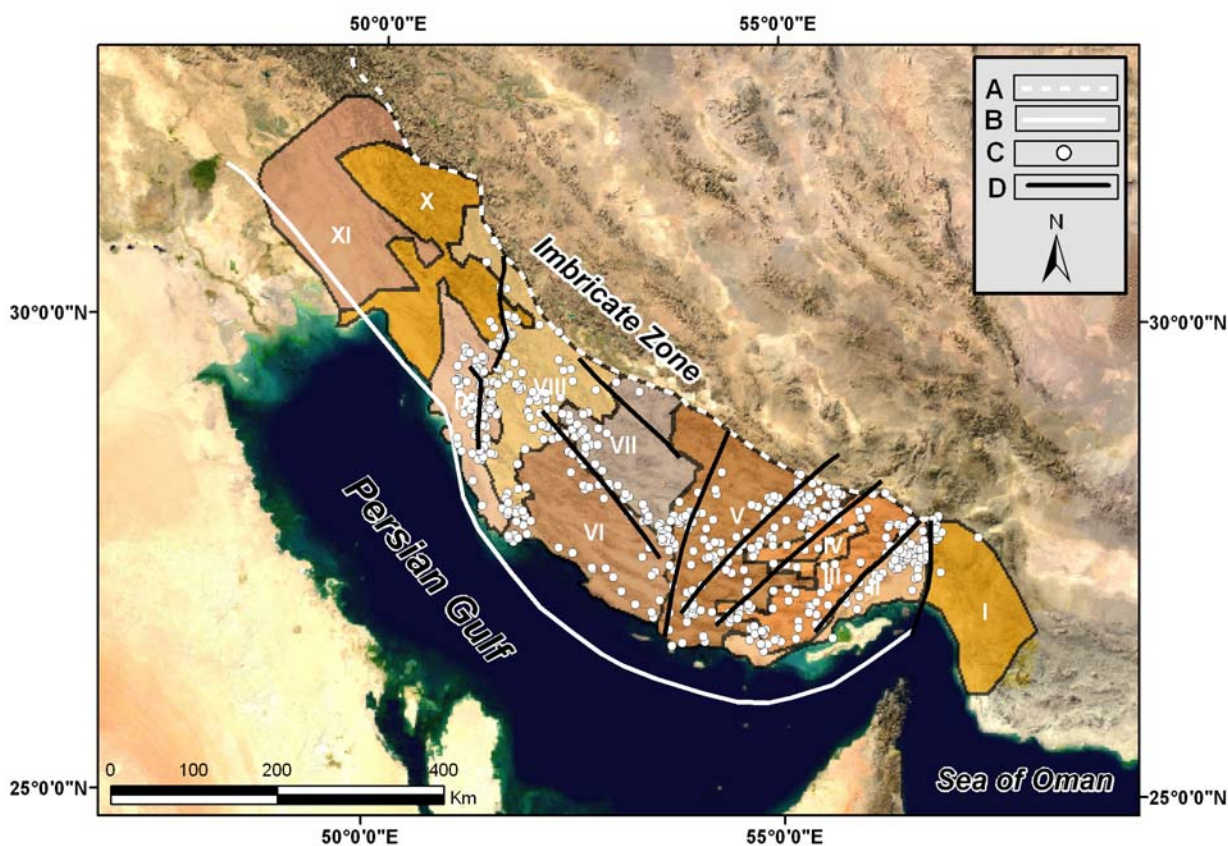 50°0'0"E
55°0'0"E
A
B
C
D
N
X
XI
Imbricate Zone
30°0'0"N
30°0'0"N
VIII
VII
Persian Gulf
V
VI
IV
III
II
I
0
100
200
400
Km
Sea of Oman
25°0'0"N
25°0'0"N
50°0'0"E
55°0'0"E